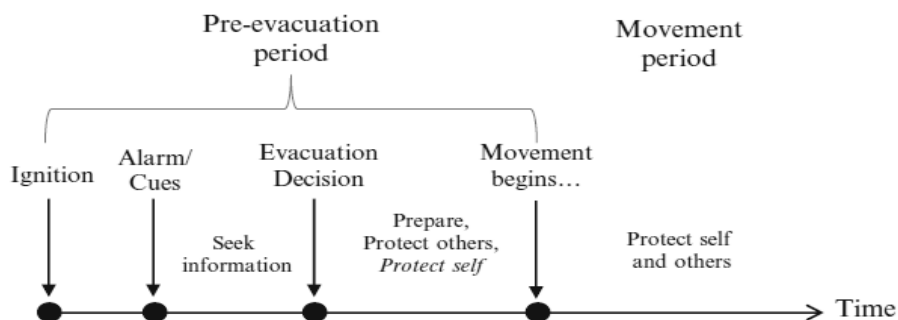 Pre-evacuation
period
Movement
period
Ignition
Alarm/
Cues
Evacuation
Decision
Movement
begins…
Seek
information
Prepare,
Protect others,
Protect self
Protect self
and others
Time